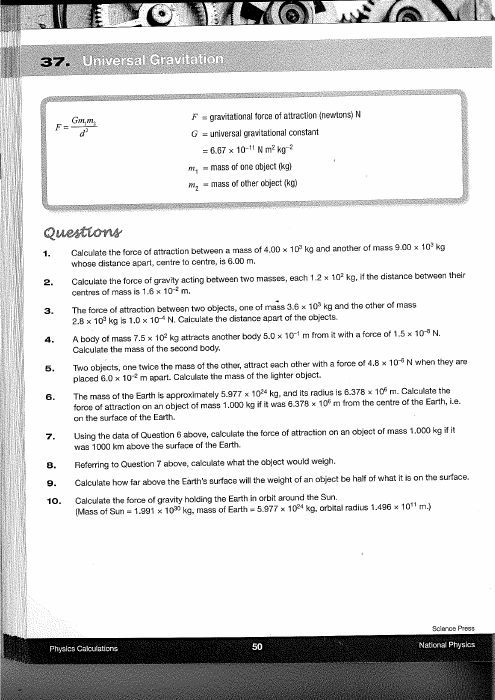 37. Universal Gravitation
F = Gm₁m₂ / d²
F = gravitational force of attraction (newtons) N
G = universal gravitational constant
= 6.67 × 10⁻¹¹ N m² kg⁻²
m₁ = mass of one object (kg)
m₂ = mass of other object (kg)
Questions
1. Calculate the force of attraction between a mass of 4.00 × 10³ kg and another of mass 9.00 × 10³ kg
whose distance apart, centre to centre, is 6.00 m.
2. Calculate the force of gravity acting between two masses, each 1.2 × 10² kg, if the distance between their
centres of mass is 1.6 × 10⁻² m.
3. The force of attraction between two objects, one of mass 3.6 × 10³ kg and the other of mass
2.8 × 10³ kg is 1.0 × 10⁻⁴ N. Calculate the distance apart of the objects.
4. A body of mass 7.5 × 10² kg attracts another body 5.0 × 10⁻¹ m from it with a force of 1.5 × 10⁻⁶ N.
Calculate the mass of the second body.
5. Two objects, one twice the mass of the other, attract each other with a force of 4.8 × 10⁻⁶ N when they are
placed 6.0 × 10⁻² m apart. Calculate the mass of the lighter object.
6. The mass of the Earth is approximately 5.977 × 10²⁴ kg, and its radius is 6.378 × 10⁶ m. Calculate the
force of attraction on an object of mass 1.000 kg if it was 6.378 × 10⁶ m from the centre of the Earth, i.e.
on the surface of the Earth.
7. Using the data of Question 6 above, calculate the force of attraction on an object of mass 1.000 kg if it
was 1000 km above the surface of the Earth.
8. Referring to Question 7 above, calculate what the object would weigh.
9. Calculate how far above the Earth's surface will the weight of an object be half of what it is on the surface.
10. Calculate the force of gravity holding the Earth in orbit around the Sun.
(Mass of Sun = 1.991 × 10³⁰ kg, mass of Earth = 5.977 × 10²⁴ kg, orbital radius 1.496 × 10¹¹ m.)
Science Press
Physics Calculations
50
National Physics